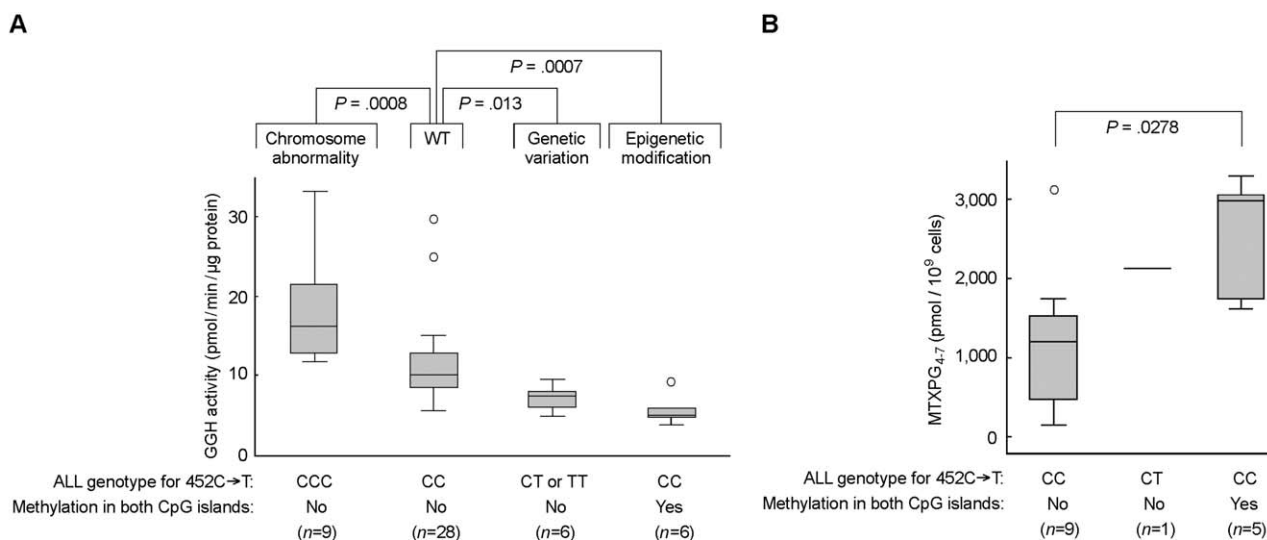 A
P = .0007
P = .0008
P = .013
Chromosome
abnormality
WT
Genetic
variation
Epigenetic
modification
GGH activity (pmol/min/µg protein)
30
20
10
0
ALL genotype for 452C→T: CCC CC CT or TT CC
Methylation in both CpG islands: No No No Yes
(n=9) (n=28) (n=6) (n=6)
B
P = .0278
MTXPG4-7 (pmol / 10⁹ cells)
3,000
2,000
1,000
0
ALL genotype for 452C→T: CC CT CC
Methylation in both CpG islands: No No Yes
(n=9) (n=1) (n=5)